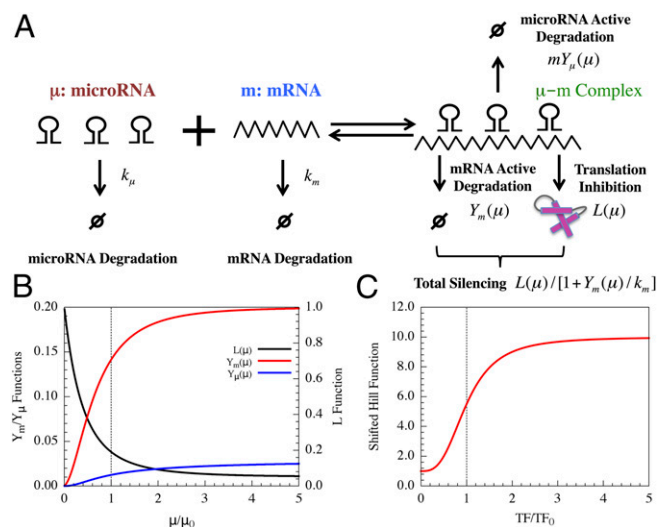 A
microRNA Active
Degradation
mYμ(μ)
μ: microRNA
m: mRNA
μ−m Complex
+
kμ
km
mRNA Active
Degradation
Ym(μ)
Translation
Inhibition
L(μ)
ø
ø
ø
ø
microRNA Degradation
mRNA Degradation
Total Silencing L(μ)/[1+Ym(μ)/km]
B
Ym/Yμ Functions
0.20
0.15
0.10
0.05
0.00
L(μ)
Ym(μ)
Yμ(μ)
1.0
0.8
0.6
0.4
0.2
0.0
L Function
0 1 2 3 4 5
μ/μ0
C
Shifted Hill Function
12.0
10.0
8.0
6.0
4.0
2.0
0.0
0 1 2 3 4 5
TF/TF0